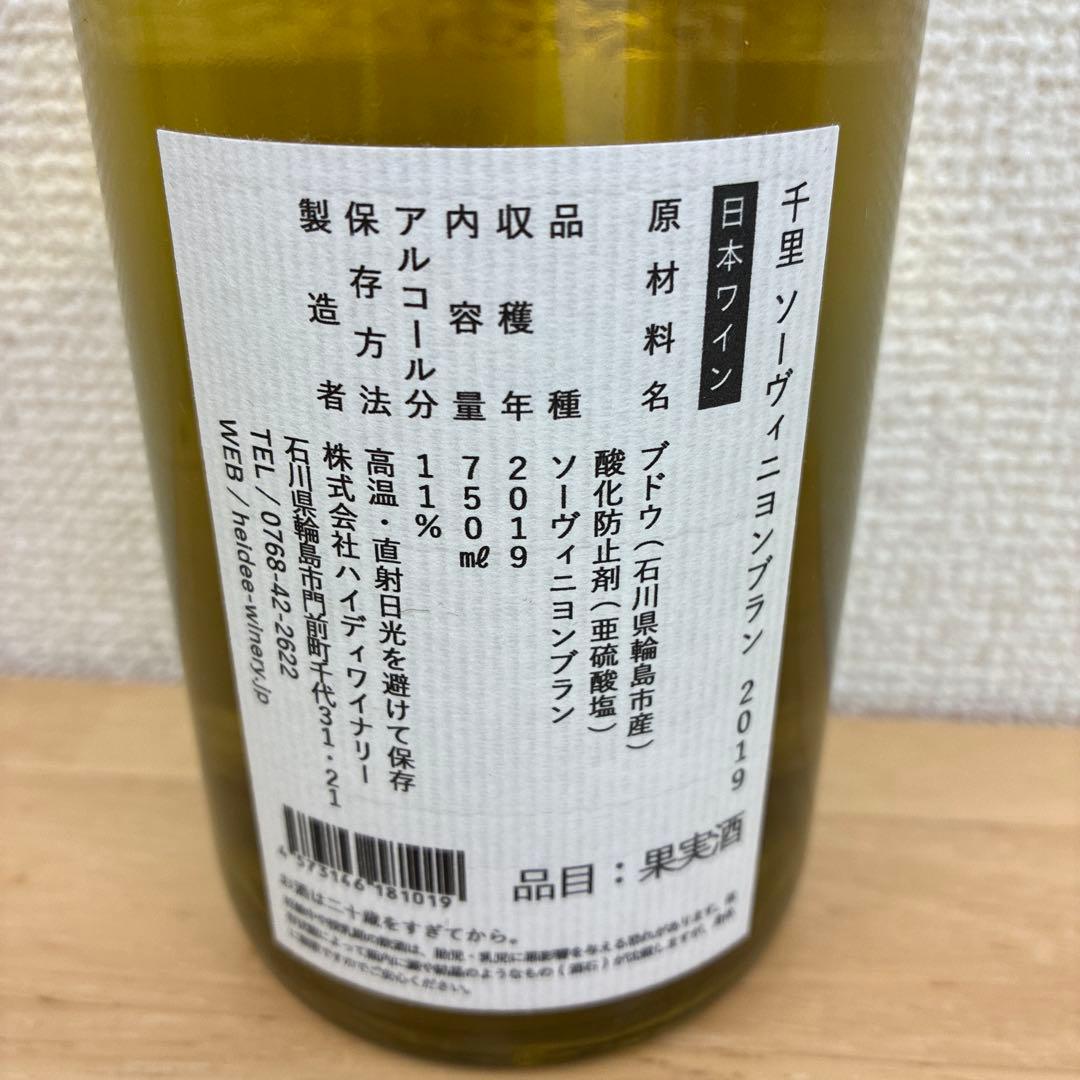 千里 ソーヴィニヨンブラン 2019
日本ワイン
原材料名 ブドウ（石川県輪島市産）
酸化防止剤（亜硫酸塩）
品種 ソーヴィニヨンブラン
収穫年 2019
内容量 750㎖
アルコール分 11%
保存方法 高温・直射日光を避けて保存
製造者 株式会社ハイディワイナリー
石川県輪島市門前町千代31・21
TEL / 0768-42-2622
WEB / heidee-winery.jp
品目：果実酒
4 573146 181019
お酒は二十歳をすぎてから。